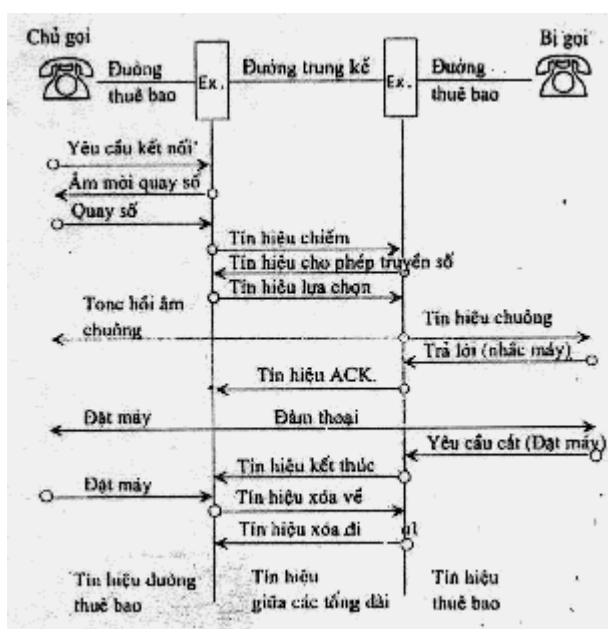 Chủ gọi
Bị gọi
Đường
thuê bao
Ex.
Đường trung kế
Ex.
Đường
thuê bao
Yêu cầu kết nối
Âm mời quay số
Quay số
Tín hiệu chiếm
Tín hiệu cho phép truyền số
Tín hiệu lựa chọn
Tone hồi âm
chuông
Tín hiệu chuông
Trả lời (nhấc máy)
Tín hiệu ACK.
Đặt máy
Đàm thoại
Yêu cầu cắt (Đặt máy)
Tín hiệu kết thúc
Đặt máy
Tín hiệu xóa về
Tín hiệu xóa đi
Tín hiệu đường
thuê bao
Tín hiệu
giữa các tổng đài
Tín hiệu
thuê bao